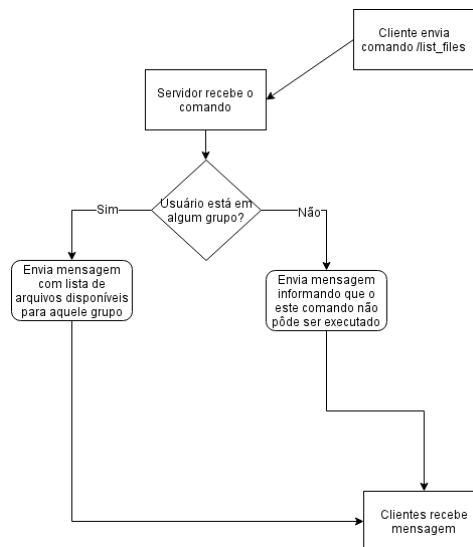 Cliente envia
comando /list_files
Servidor recebe o
comando
Usuário está em
algum grupo?
Sim
Não
Envia mensagem
com lista de
arquivos disponíveis
para aquele grupo
Envia mensagem
informando que o
este comando não
pôde ser executado
Clientes recebe
mensagem